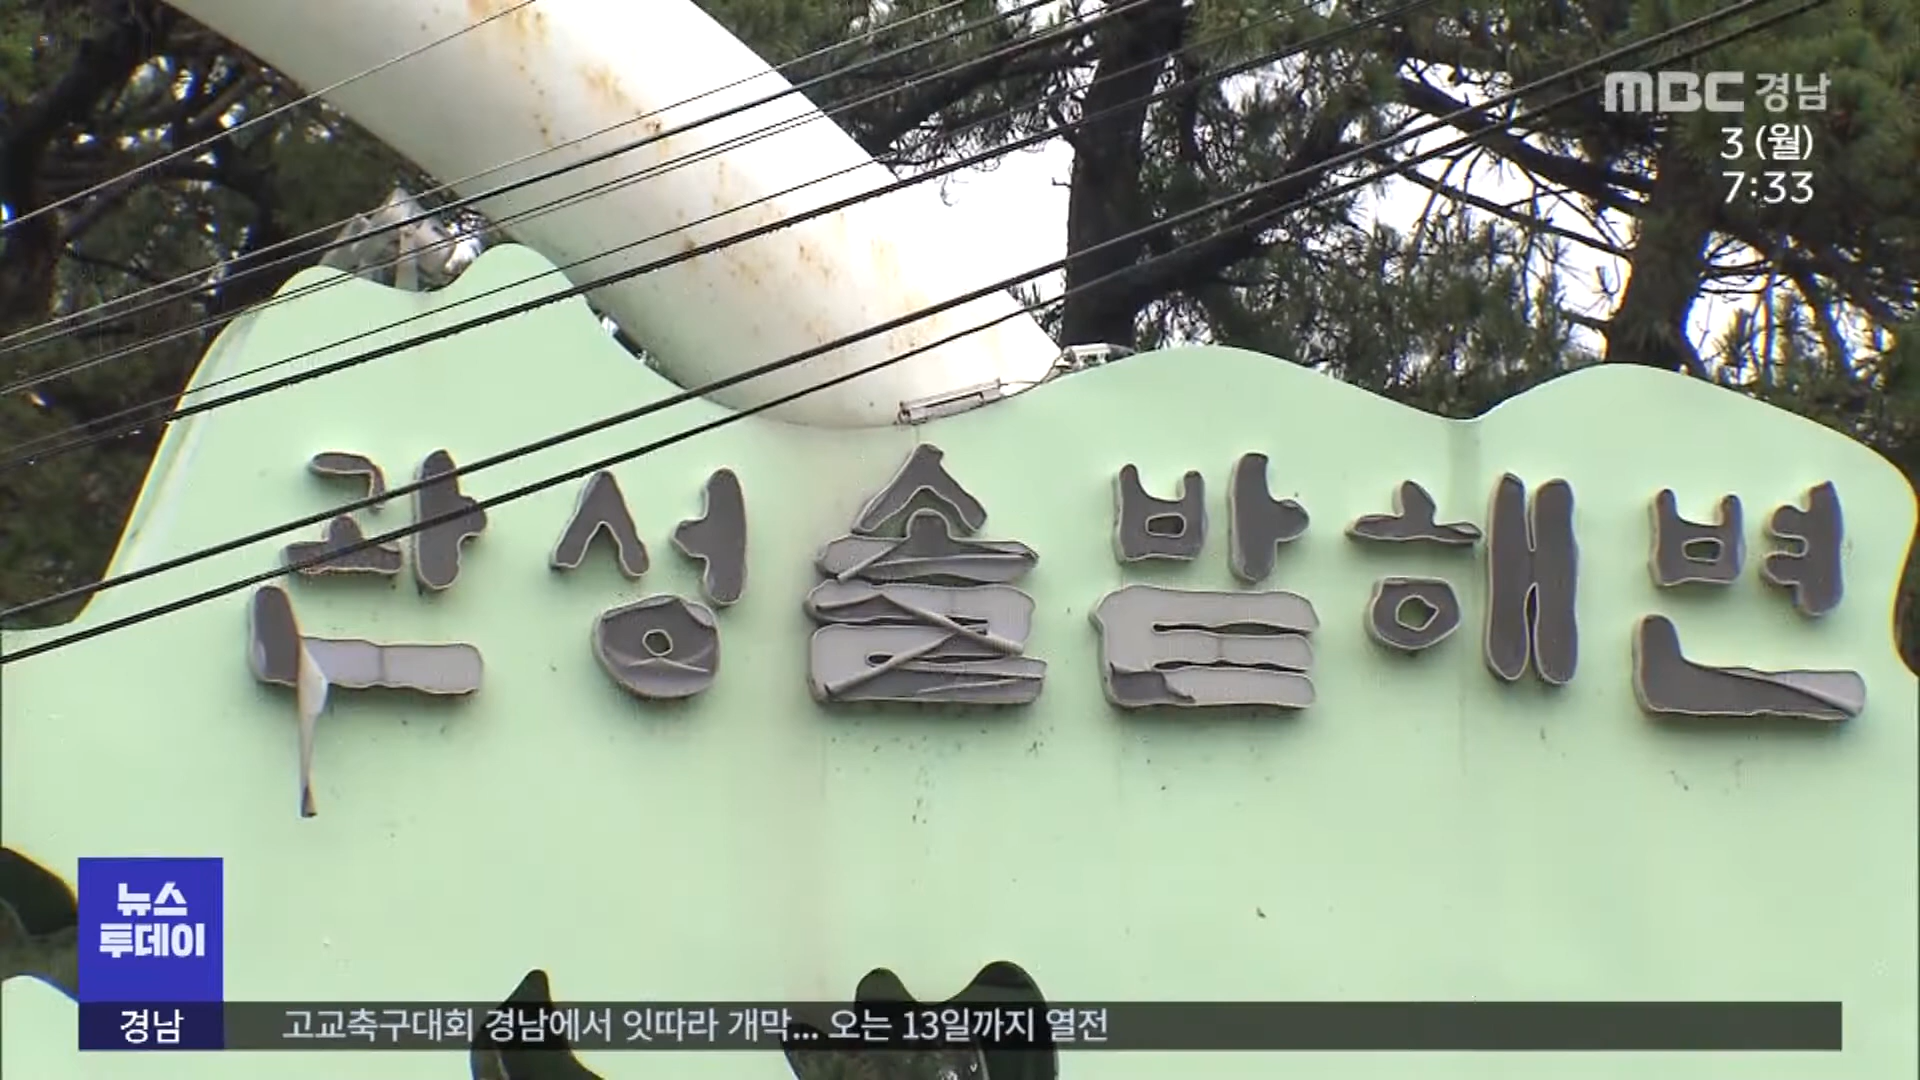 MBC 경남
3 (월)
7:33
관성솔밭해변
뉴스
투데이
경남
고교축구대회 경남에서 잇따라 개막... 오는 13일까지 열전